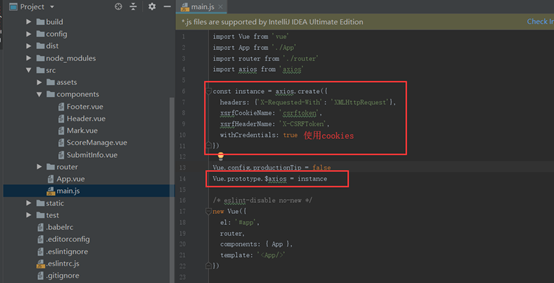 Project
main.js
build
config
dist
node_modules
src
assets
components
Footer.vue
Header.vue
Mark.vue
ScoreManage.vue
SubmitInfo.vue
router
App.vue
main.js
static
test
.babelrc
.editorconfig
.eslintignore
.eslintrc.js
.gitignore
*.js files are supported by IntelliJ IDEA Ultimate Edition
Check i
1 import Vue from 'vue'
2 import App from './App'
3 import router from './router'
4 import axios from 'axios'
5
6 const instance = axios.create({
7 headers: {'X-Requested-With': 'XMLHttpRequest'},
8 xsrfCookieName: 'csrftoken',
9 xsrfHeaderName: 'X-CSRFToken',
10 withCredentials: true 使用cookies
11 })
12
13 Vue.config.productionTip = false
14 Vue.prototype.$axios = instance
15
16 /* eslint-disable no-new */
17 new Vue({
18 el: '#app',
19 router,
20 components: { App },
21 template: '<App/>'
22 })